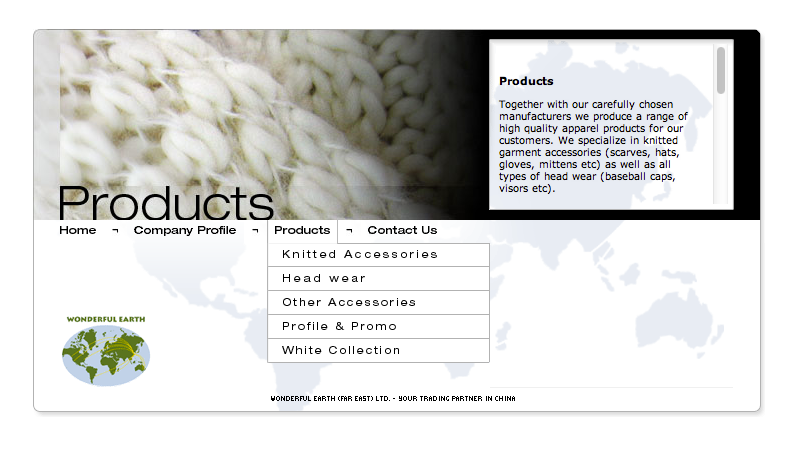 Products
Products
Together with our carefully chosen
manufacturers we produce a range of
high quality apparel products for our
customers. We specialize in knitted
garment accessories (scarves, hats,
gloves, mittens etc) as well as all
types of head wear (baseball caps,
visors etc).
Home ¬ Company Profile ¬ Products ¬ Contact Us
Knitted Accessories
Head wear
Other Accessories
Profile & Promo
White Collection
WONDERFUL EARTH
WONDERFUL EARTH (FAR EAST) LTD. - YOUR TRADING PARTNER IN CHINA